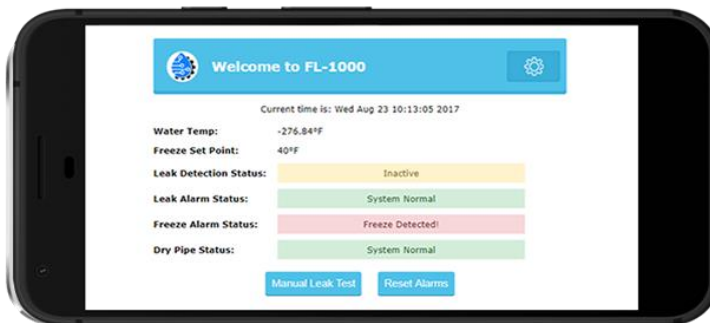 Welcome to FL-1000
Current time is: Wed Aug 23 10:13:05 2017
Water Temp: -276.84°F
Freeze Set Point: 40°F
Leak Detection Status: Inactive
Leak Alarm Status: System Normal
Freeze Alarm Status: Freeze Detected!
Dry Pipe Status: System Normal
Manual Leak Test Reset Alarms